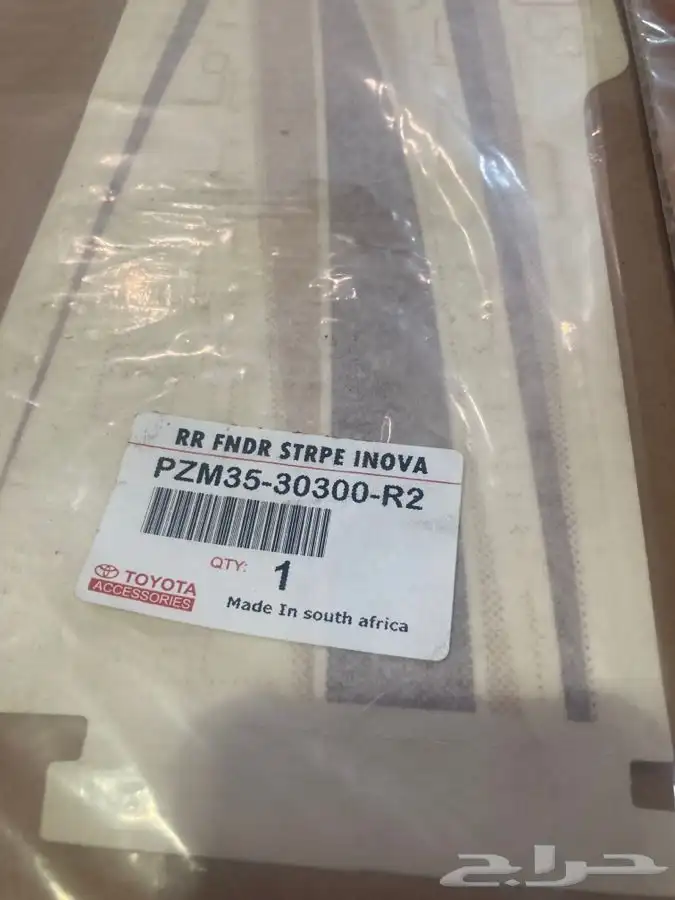 RR FNDR STRPE INOVA
PZM35-30300-R2
QTY: 1
TOYOTA
ACCESSORIES
Made In south africa
حراج